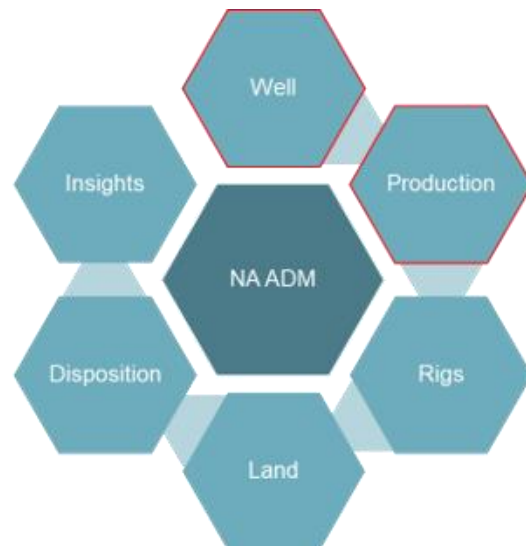 Well
Production
Rigs
Land
Disposition
Insights
NA ADM